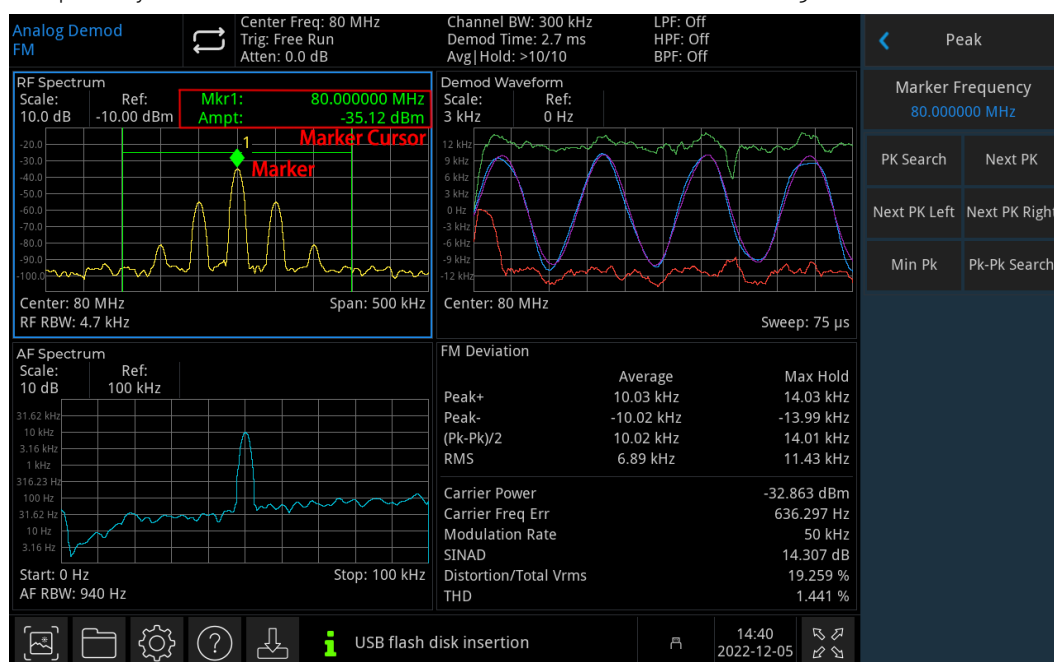 Analog Demod
FM
Center Freq: 80 MHz
Trig: Free Run
Atten: 0.0 dB
Channel BW: 300 kHz
Demod Time: 2.7 ms
Avg|Hold: >10/10
LPF: Off
HPF: Off
BPF: Off
Peak
Marker Frequency
80.000000 MHz
PK Search
Next PK
Next PK Left
Next PK Right
Min Pk
Pk-Pk Search
RF Spectrum
Scale:
10.0 dB
Ref:
-10.00 dBm
Mkr1: 80.000000 MHz
Ampt: -35.12 dBm
Marker Cursor
1
Marker
-20.0
-30.0
-40.0
-50.0
-60.0
-70.0
-80.0
-90.0
-100.0
Center: 80 MHz
Span: 500 kHz
RF RBW: 4.7 kHz
Demod Waveform
Scale:
3 kHz
Ref:
0 Hz
12 kHz
9 kHz
6 kHz
3 kHz
0 Hz
-3 kHz
-6 kHz
-9 kHz
-12 kHz
Center: 80 MHz
Sweep: 75 µs
AF Spectrum
Scale:
10 dB
Ref:
100 kHz
31.62 kHz
10 kHz
3.16 kHz
1 kHz
316.23 Hz
100 Hz
31.62 Hz
10 Hz
3.16 Hz
Start: 0 Hz
Stop: 100 kHz
AF RBW: 940 Hz
FM Deviation
Average Max Hold
Peak+ 10.03 kHz 14.03 kHz
Peak- -10.02 kHz -13.99 kHz
(Pk-Pk)/2 10.02 kHz 14.01 kHz
RMS 6.89 kHz 11.43 kHz
Carrier Power -32.863 dBm
Carrier Freq Err 636.297 Hz
Modulation Rate 50 kHz
SINAD 14.307 dB
Distortion/Total Vrms 19.259 %
THD 1.441 %
USB flash disk insertion
14:40
2022-12-05